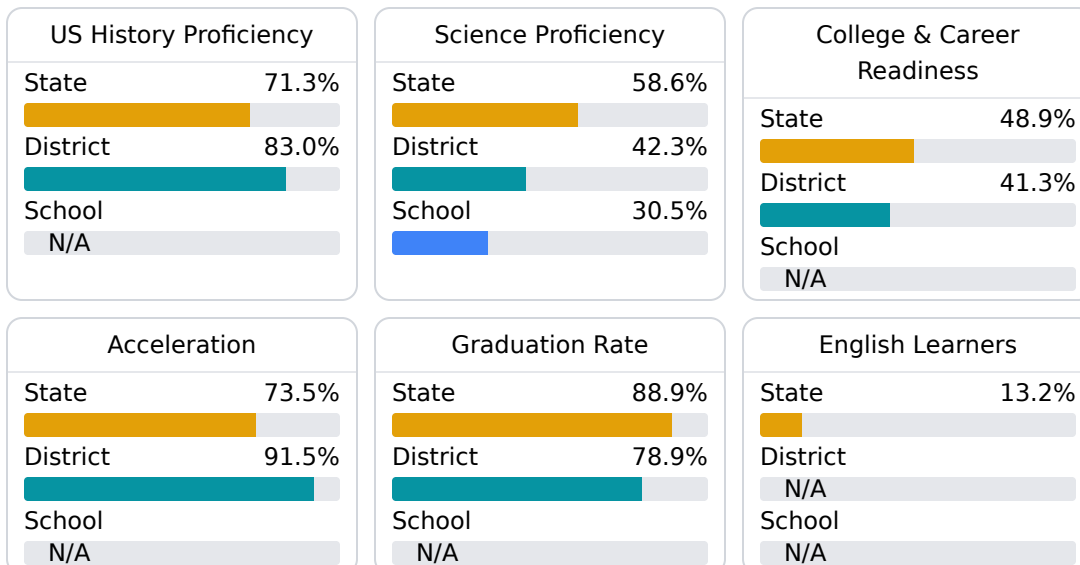 US History Proficiency
State 71.3%
District 83.0%
School
N/A
Science Proficiency
State 58.6%
District 42.3%
School 30.5%
College & Career
Readiness
State 48.9%
District 41.3%
School
N/A
Acceleration
State 73.5%
District 91.5%
School
N/A
Graduation Rate
State 88.9%
District 78.9%
School
N/A
English Learners
State 13.2%
District
N/A
School
N/A